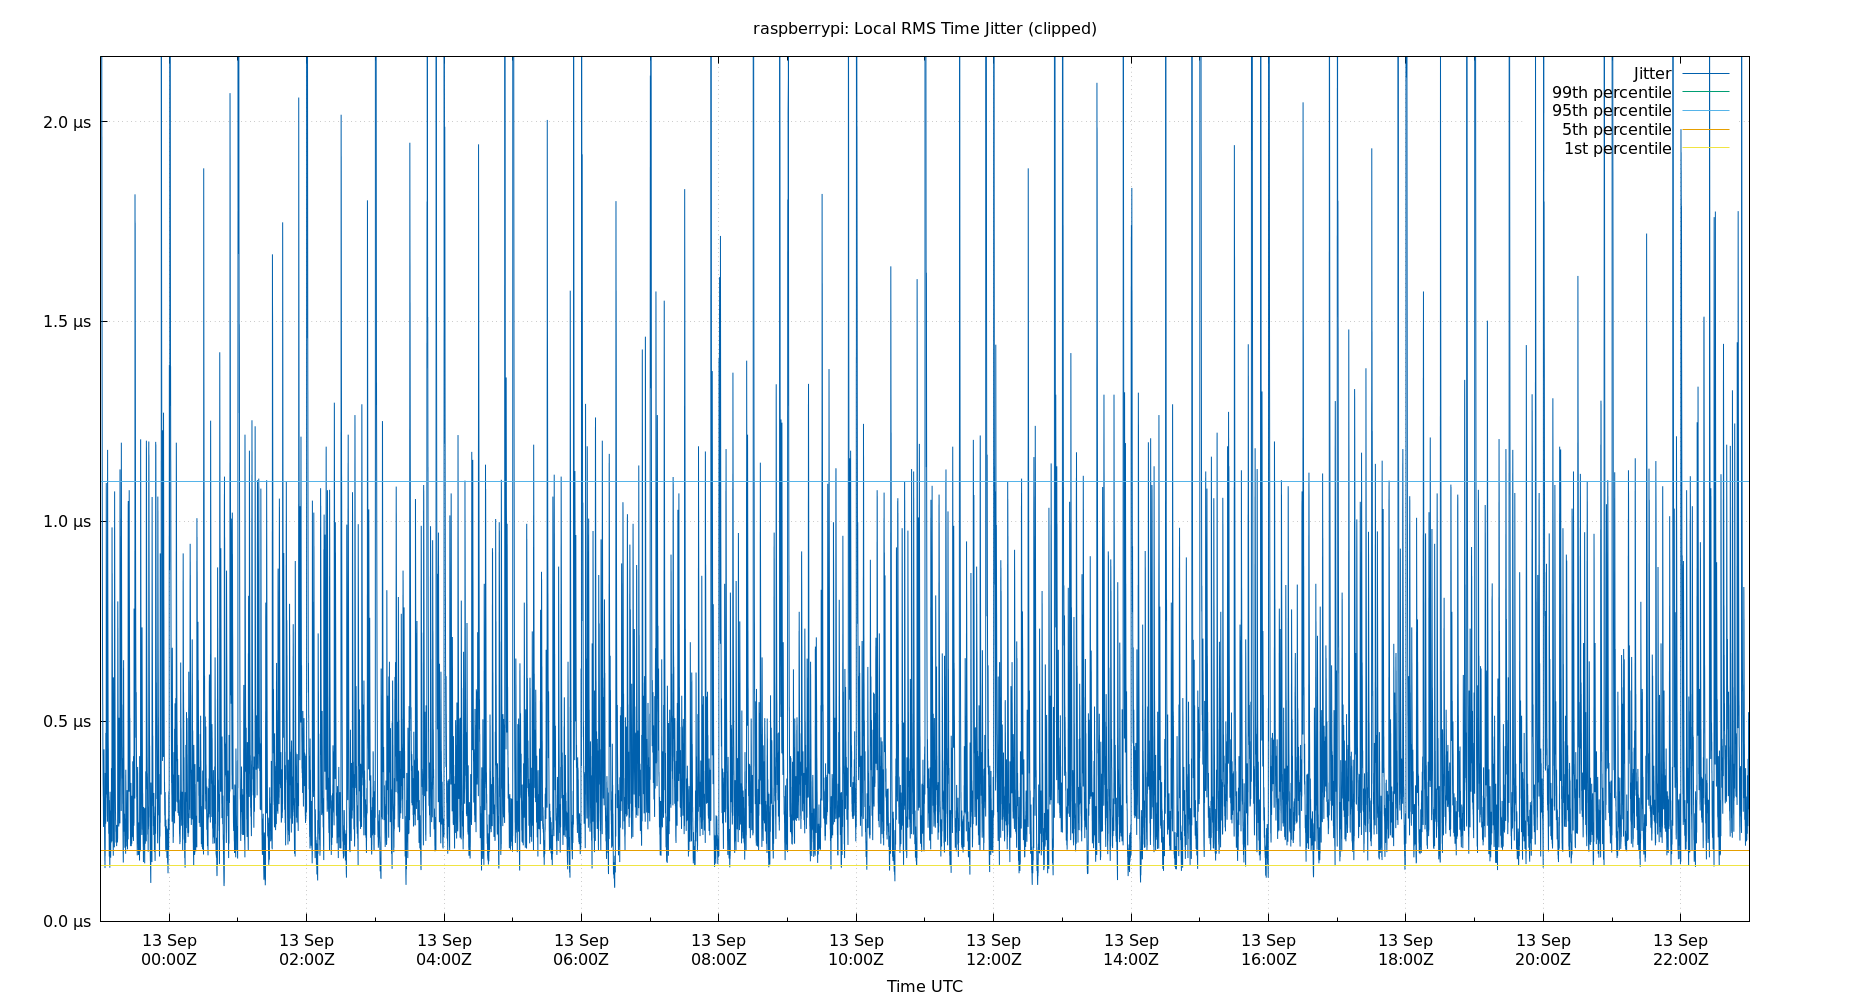 raspberrypi: Local RMS Time Jitter (clipped)
Jitter
99th percentile
95th percentile
5th percentile
1st percentile
2.0 µs
1.5 µs
1.0 µs
0.5 µs
0.0 µs
13 Sep 13 Sep 13 Sep 13 Sep 13 Sep 13 Sep 13 Sep 13 Sep 13 Sep 13 Sep 13 Sep 13 Sep
00:00Z 02:00Z 04:00Z 06:00Z 08:00Z 10:00Z 12:00Z 14:00Z 16:00Z 18:00Z 20:00Z 22:00Z
Time UTC